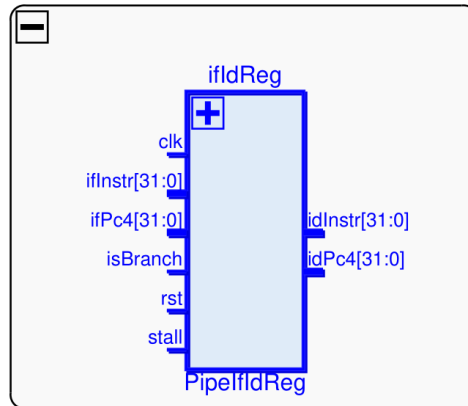 ifIdReg
clk
ifInstr[31:0]
ifPc4[31:0]
idInstr[31:0]
isBranch
idPc4[31:0]
rst
stall
PipeIfIdReg